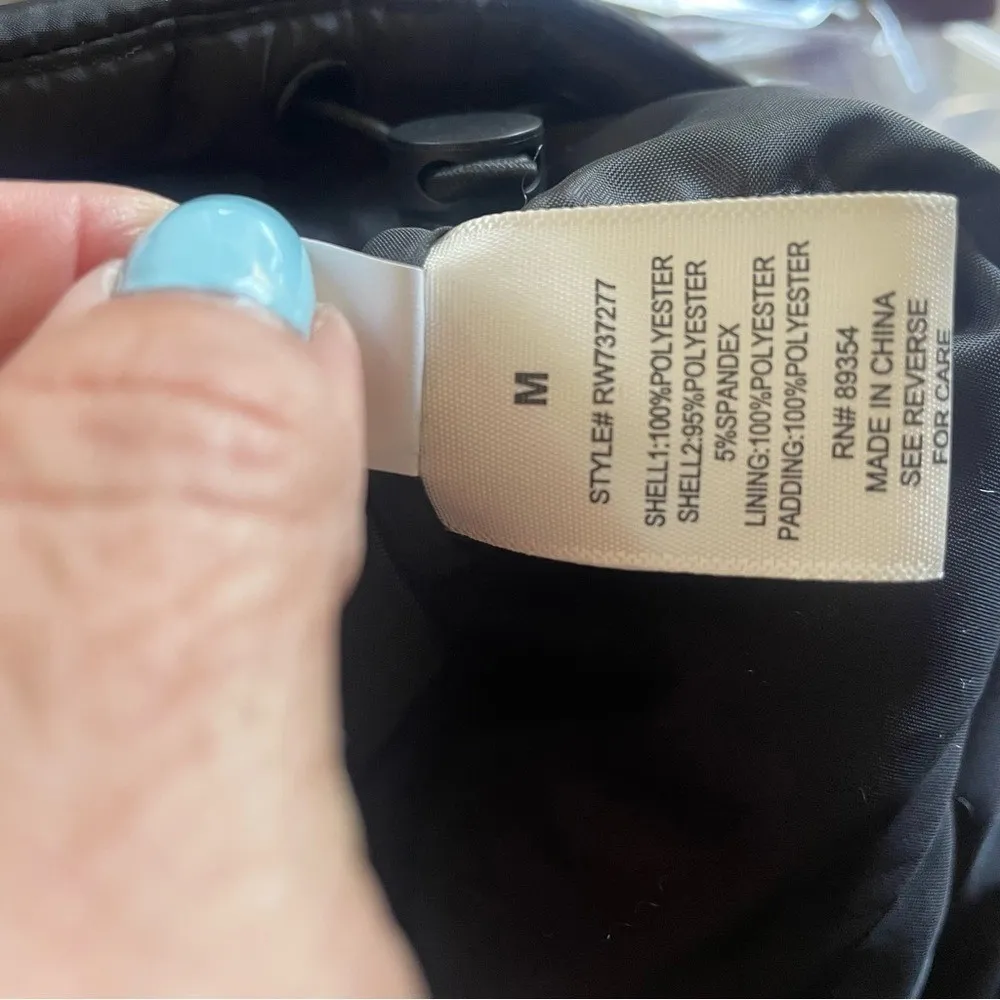 M
STYLE# RW737277
SHELL1:100%POLYESTER
SHELL2:95%POLYESTER
5%SPANDEX
LINING:100%POLYESTER
PADDING:100%POLYESTER
RN# 89354
MADE IN CHINA
SEE REVERSE
FOR CARE